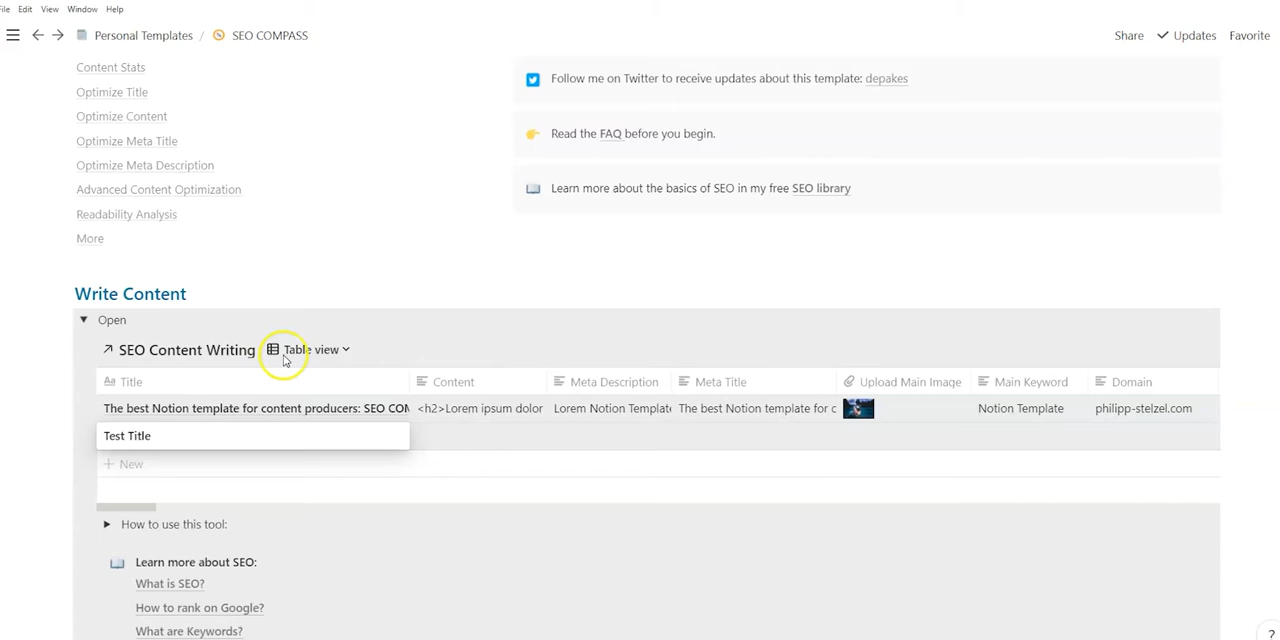 File Edit View Window Help
Personal Templates / SEO COMPASS
Share Updates Favorite
Content Stats
Optimize Title
Optimize Content
Optimize Meta Title
Optimize Meta Description
Advanced Content Optimization
Readability Analysis
More
Follow me on Twitter to receive updates about this template: depakes
Read the FAQ before you begin.
Learn more about the basics of SEO in my free SEO library
Write Content
Open
SEO Content Writing Table view
Aa Title Content Meta Description Meta Title Upload Main Image Main Keyword Domain
The best Notion template for content producers: SEO COM <h2>Lorem ipsum dolor Lorem Notion Template The best Notion template for c Notion Template philipp-stelzel.com
Test Title
+ New
How to use this tool:
Learn more about SEO:
What is SEO?
How to rank on Google?
What are Keywords?
?